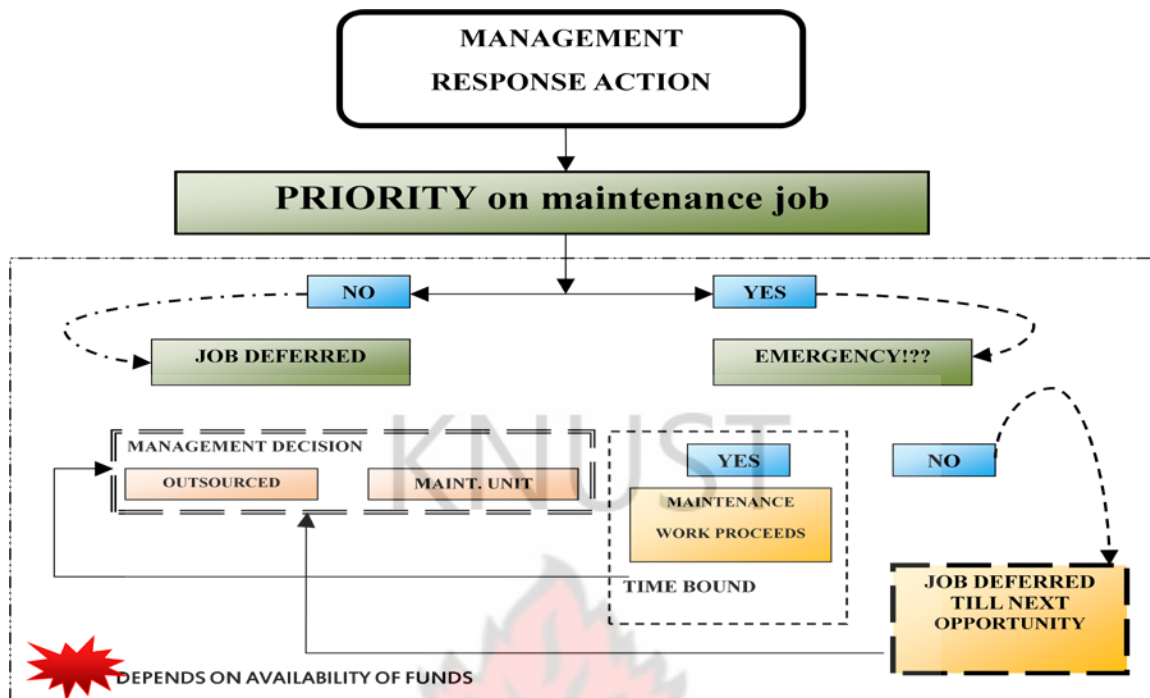 MANAGEMENT
RESPONSE ACTION
PRIORITY on maintenance job
NO
YES
JOB DEFERRED
EMERGENCY!??
KNUST
MANAGEMENT DECISION
OUTSOURCED
MAINT. UNIT
YES
NO
MAINTENANCE
WORK PROCEEDS
TIME BOUND
JOB DEFERRED
TILL NEXT
OPPORTUNITY
DEPENDS ON AVAILABILITY OF FUNDS